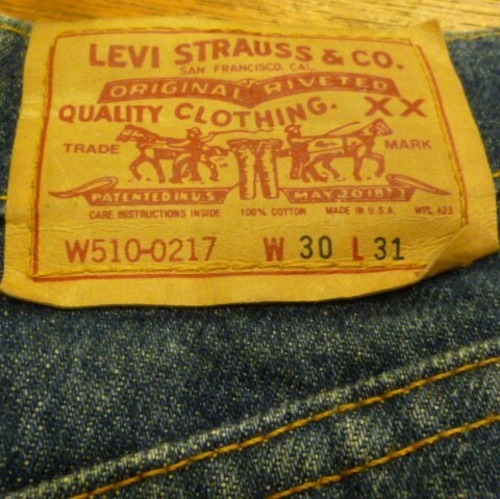 LEVI STRAUSS & CO.
SAN FRANCISCO, CAL.
ORIGINAL RIVETED
QUALITY CLOTHING. XX
TRADE MARK
PATENTED IN U.S. MAY 20 1873
CARE INSTRUCTIONS INSIDE 100% COTTON MADE IN U.S.A. WPL 423
W510-0217 W 30 L 31